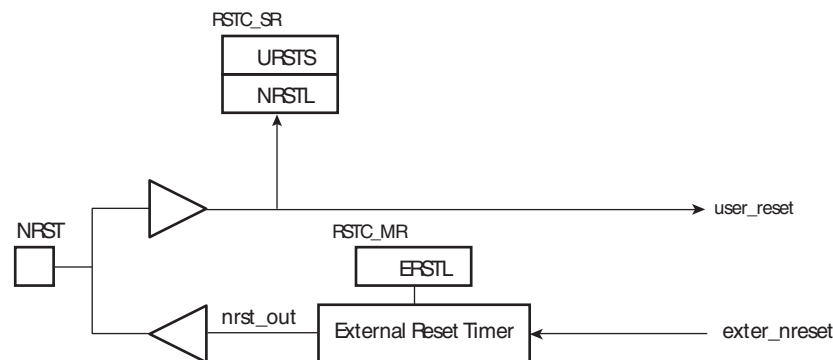 RSTC_SR
URSTS
NRSTL
user_reset
NRST
RSTC_MR
ERSTL
nrst_out
External Reset Timer
exter_nreset